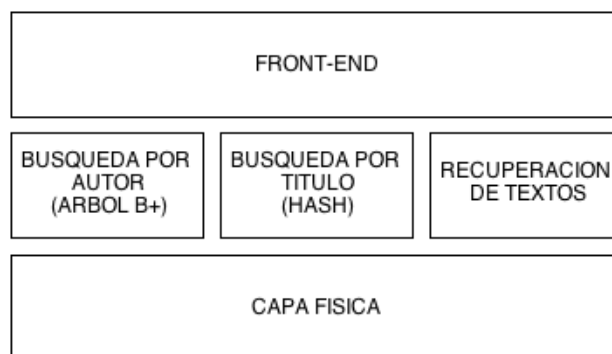 FRONT-END
BUSQUEDA POR
AUTOR
(ARBOL B+)
BUSQUEDA POR
TITULO
(HASH)
RECUPERACION
DE TEXTOS
CAPA FISICA